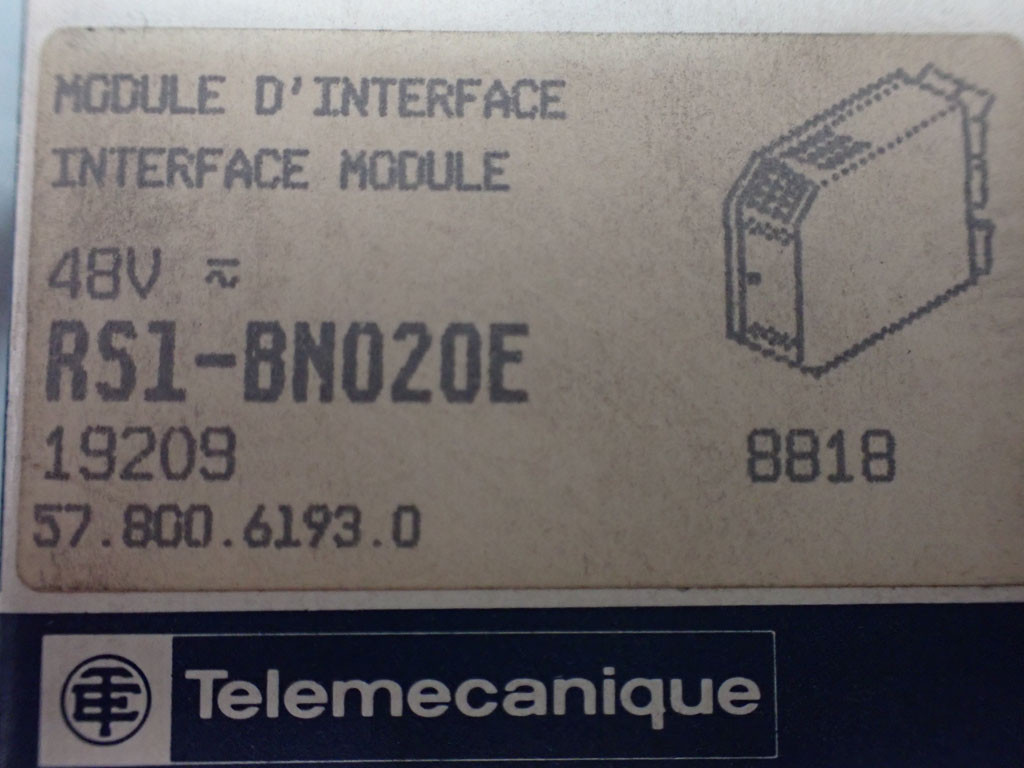 MODULE D'INTERFACE
INTERFACE MODULE
48V ≂
RS1-BN020E
19209
8818
57.800.6193.0
Telemecanique